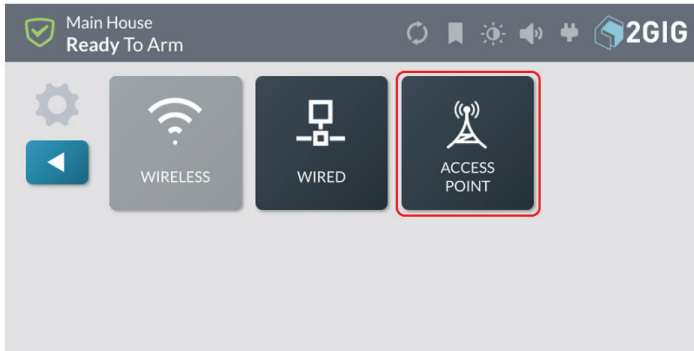 Main House
Ready To Arm
2GIG
WIRELESS
WIRED
ACCESS
POINT